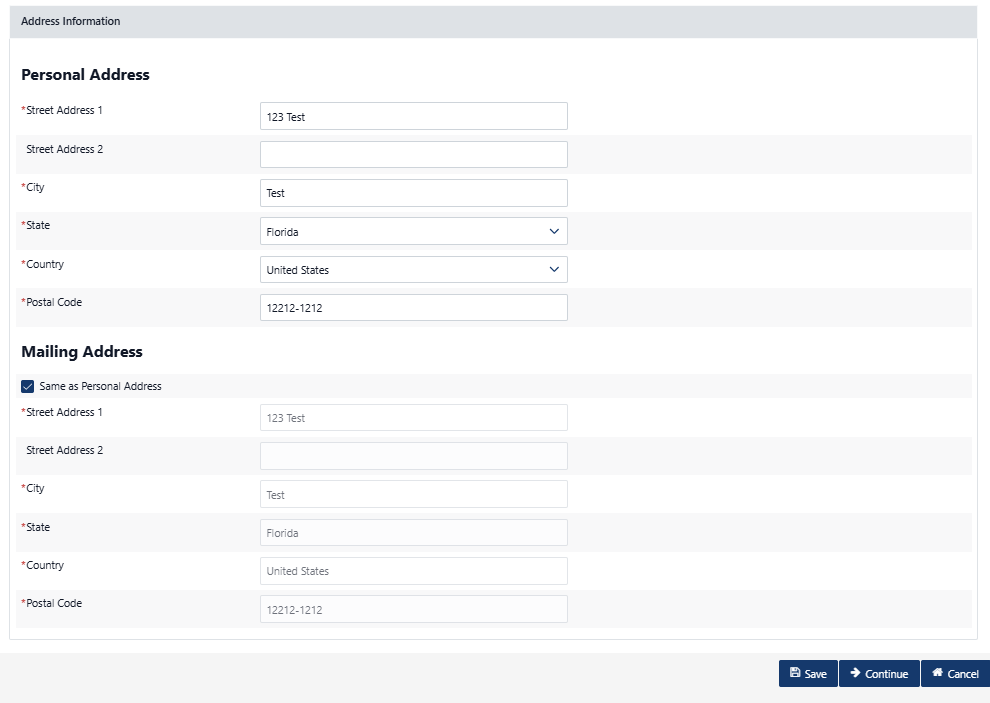 Address Information
Personal Address
*Street Address 1
123 Test
Street Address 2
*City
Test
*State
Florida
*Country
United States
*Postal Code
12212-1212
Mailing Address
Same as Personal Address
*Street Address 1
123 Test
Street Address 2
*City
Test
*State
Florida
*Country
United States
*Postal Code
12212-1212
Save Continue Cancel